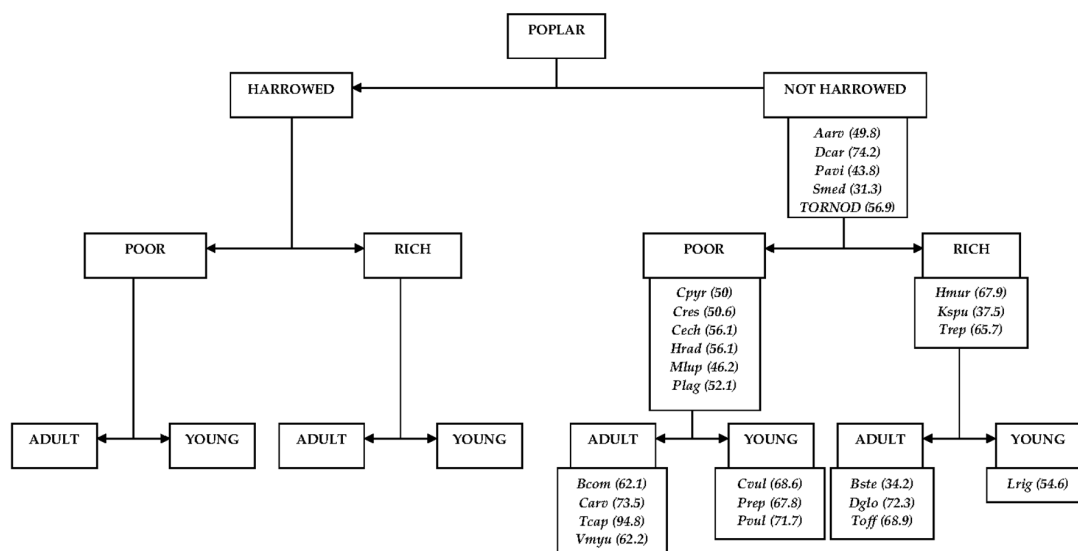 POPLAR
HARROWED
NOT HARROWED
Aarv (49.8)
Dcar (74.2)
Pavi (43.8)
Smed (31.3)
TORNOD (56.9)
POOR
RICH
POOR
RICH
Cpyr (50)
Cres (50.6)
Cech (56.1)
Hrad (56.1)
Mlup (46.2)
Plag (52.1)
Hmur (67.9)
Kspu (37.5)
Trep (65.7)
ADULT
YOUNG
ADULT
YOUNG
ADULT
YOUNG
ADULT
YOUNG
Bcom (62.1)
Carv (73.5)
Tcap (94.8)
Vmyu (62.2)
Cvul (68.6)
Prep (67.8)
Pvul (71.7)
Bste (34.2)
Dglo (72.3)
Toff (68.9)
Lrig (54.6)